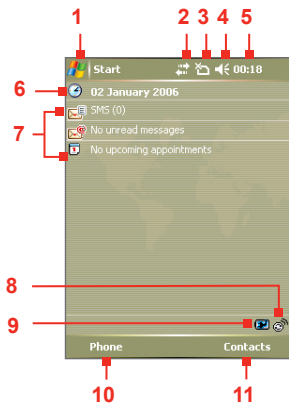 1 2 3 4 5
Start 00:18
6 02 January 2006
7 SMS (0)
No unread messages
No upcoming appointments
8
9
Phone Contacts
10 11